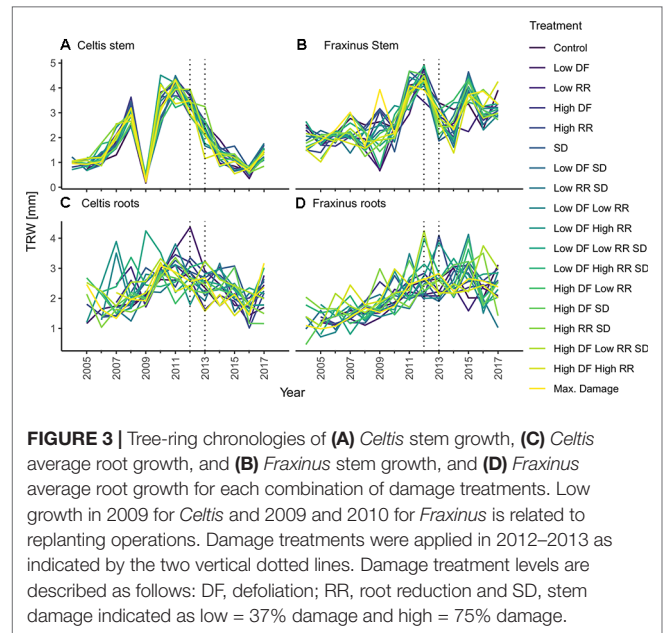 Treatment
A Celtis stem
B Fraxinus Stem
5
4
3
2
1
0
C Celtis roots
D Fraxinus roots
4
3
2
1
TRW [mm]
2005
2007
2009
2011
2013
2015
2017
2005
2007
2009
2011
2013
2015
2017
Year
Control
Low DF
Low RR
High DF
High RR
SD
Low DF SD
Low RR SD
Low DF Low RR
Low DF High RR
Low DF Low RR SD
Low DF High RR SD
High DF Low RR
High DF SD
High RR SD
High DF Low RR SD
High DF High RR
Max. Damage
FIGURE 3 | Tree-ring chronologies of (A) Celtis stem growth, (C) Celtis
average root growth, and (B) Fraxinus stem growth, and (D) Fraxinus
average root growth for each combination of damage treatments. Low
growth in 2009 for Celtis and 2009 and 2010 for Fraxinus is related to
replanting operations. Damage treatments were applied in 2012–2013 as
indicated by the two vertical dotted lines. Damage treatment levels are
described as follows: DF, defoliation; RR, root reduction and SD, stem
damage indicated as low = 37% damage and high = 75% damage.